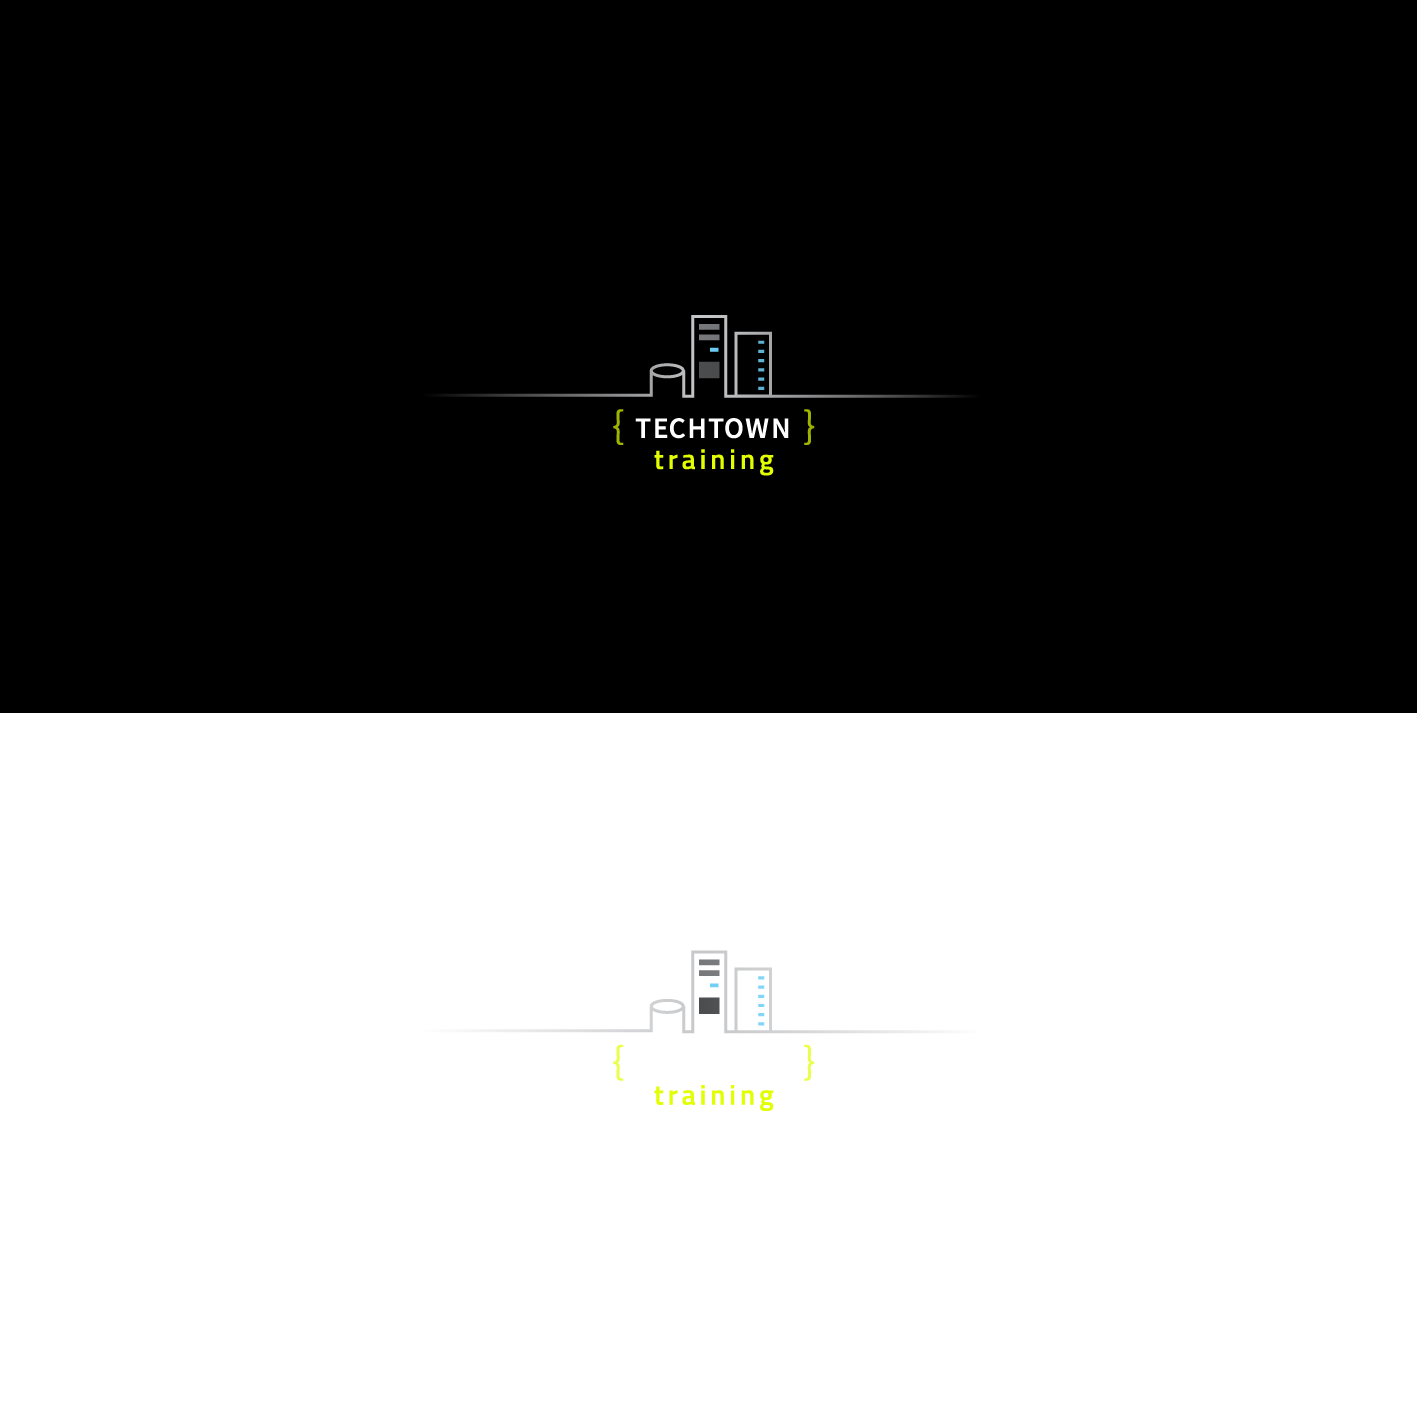 { TECHTOWN }
training
{ }
training